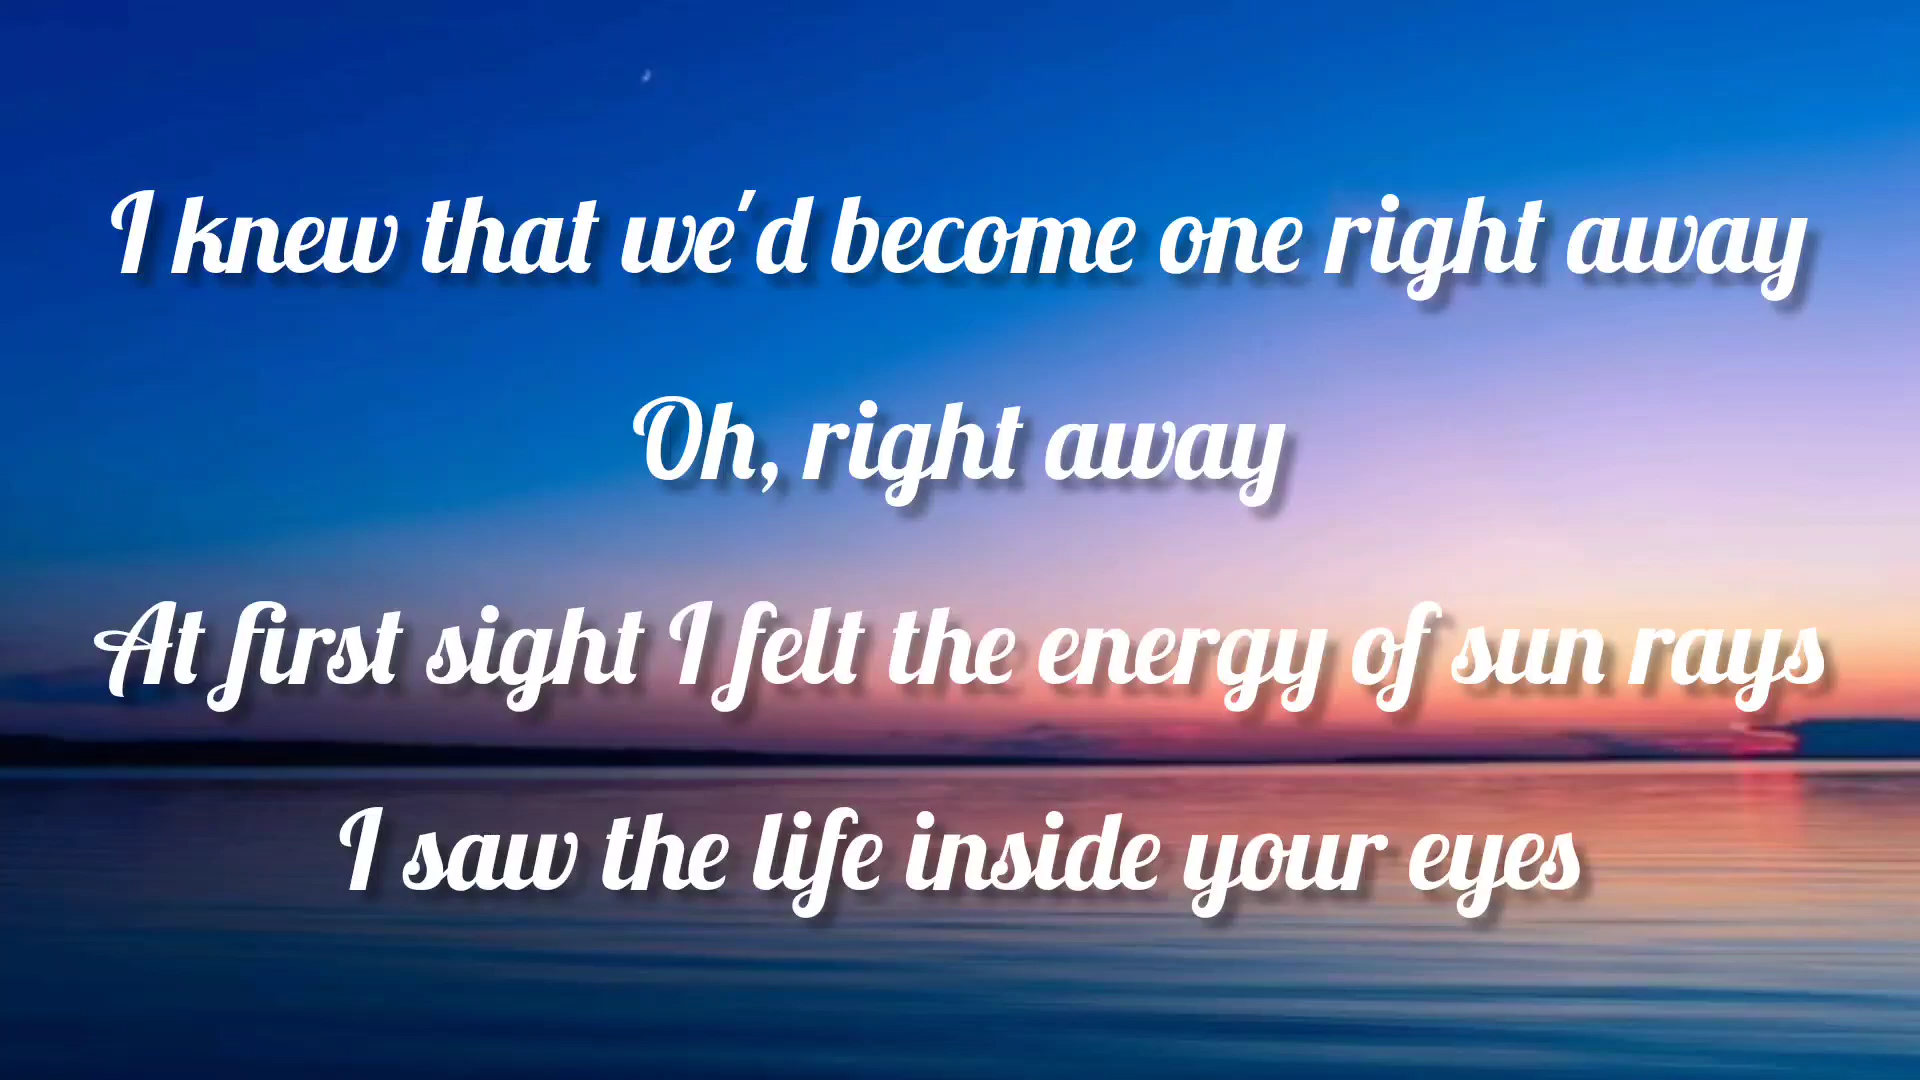 I knew that we'd become one right away
Oh, right away
At first sight I felt the energy of sun rays
I saw the life inside your eyes